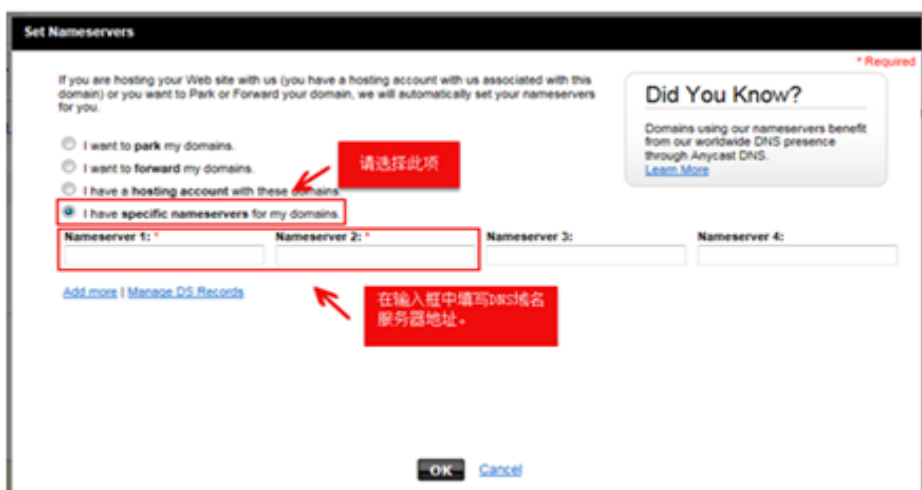 Set Nameservers
* Required
If you are hosting your Web site with us (you have a hosting account with us associated with this
domain) or you want to Park or Forward your domain, we will automatically set your nameservers
for you.
Did You Know?
Domains using our nameservers benefit
from our worldwide DNS presence
through Anycast DNS.
Learn More
I want to park my domains.
I want to forward my domains.
请选择此项
I have a hosting account with these domains.
I have specific nameservers for my domains.
Nameserver 1: * Nameserver 2: * Nameserver 3: Nameserver 4:
Add more | Manage DS Records
在输入框中填写DNS域名
服务器地址。
OK Cancel